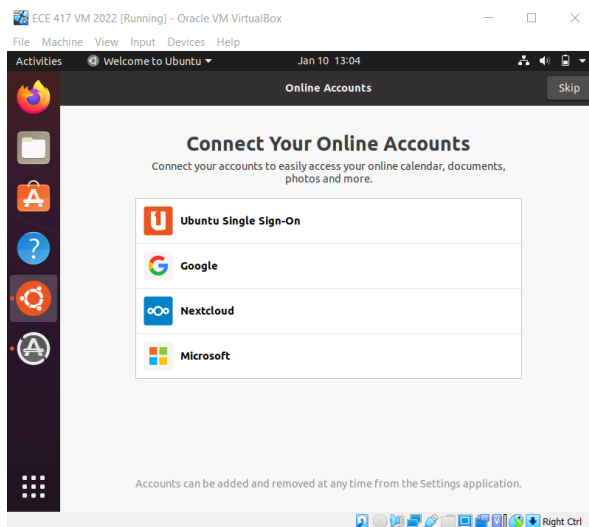 ECE 417 VM 2022 [Running] - Oracle VM VirtualBox
File Machine View Input Devices Help
Activities Welcome to Ubuntu Jan 10 13:04
Online Accounts Skip
Connect Your Online Accounts
Connect your accounts to easily access your online calendar, documents,
photos and more.
Ubuntu Single Sign-On
Google
Nextcloud
Microsoft
Accounts can be added and removed at any time from the Settings application.
Right Ctrl